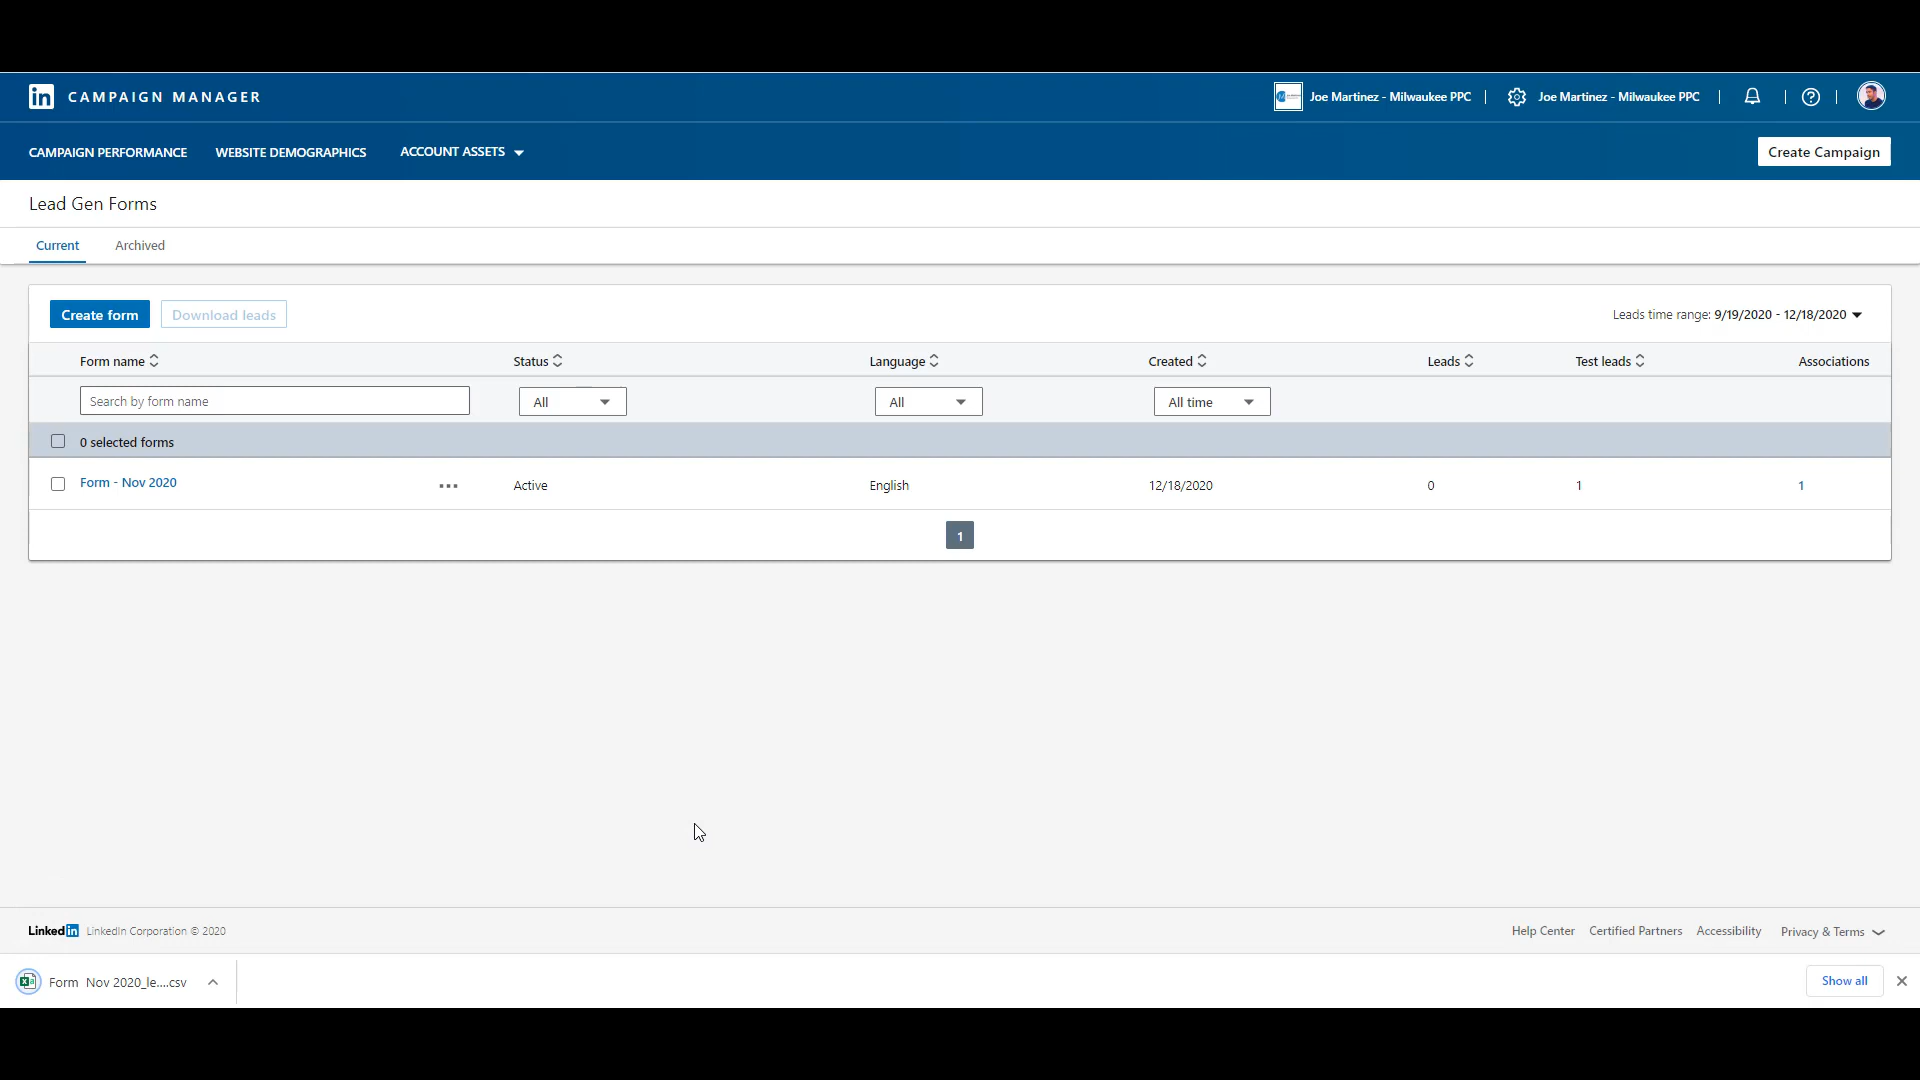 in CAMPAIGN MANAGER
Joe Martinez - Milwaukee PPC
Joe Martinez - Milwaukee PPC
CAMPAIGN PERFORMANCE
WEBSITE DEMOGRAPHICS
ACCOUNT ASSETS
Create Campaign
Lead Gen Forms
Current
Archived
Create form
Download leads
Leads time range: 9/19/2020 - 12/18/2020
Form name
Status
Language
Created
Leads
Test leads
Associations
Search by form name
All
All
All time
0 selected forms
Form - Nov 2020
Active
English
12/18/2020
0
1
1
1
Linkedin LinkedIn Corporation © 2020
Help Center
Certified Partners
Accessibility
Privacy & Terms
Form Nov 2020_le....csv
Show all